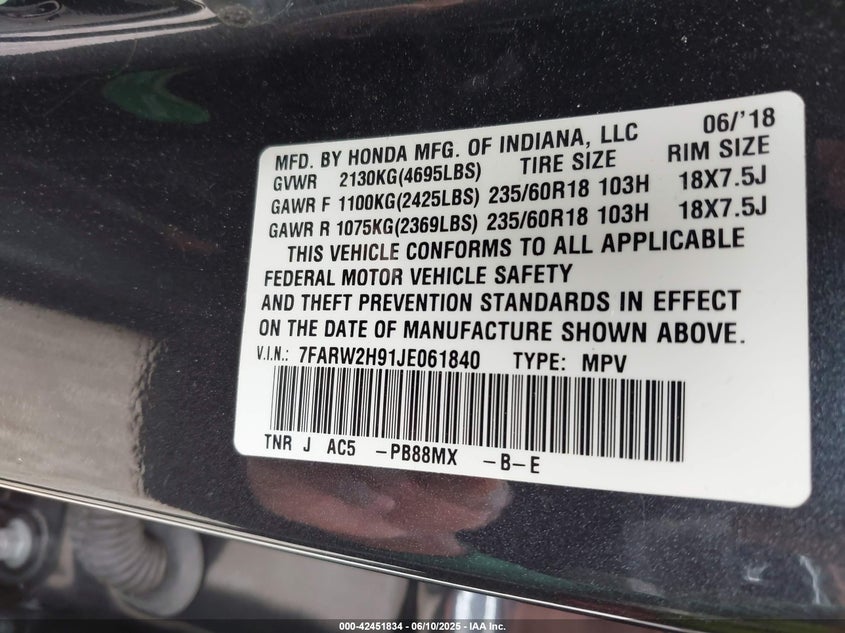 MFD. BY HONDA MFG. OF INDIANA, LLC 06/'18
GVWR 2130KG(4695LBS) TIRE SIZE RIM SIZE
GAWR F 1100KG(2425LBS) 235/60R18 103H 18X7.5J
GAWR R 1075KG(2369LBS) 235/60R18 103H 18X7.5J
THIS VEHICLE CONFORMS TO ALL APPLICABLE
FEDERAL MOTOR VEHICLE SAFETY
AND THEFT PREVENTION STANDARDS IN EFFECT
ON THE DATE OF MANUFACTURE SHOWN ABOVE.
V.I.N.: 7FARW2H91JE061840 TYPE: MPV
TNR J AC5 -PB88MX -B-E
000-42451834 - 06/10/2025 - IAA Inc.